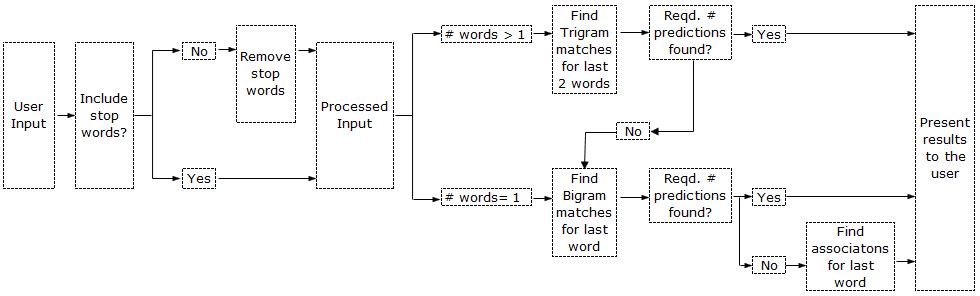 User
Input
Include
stop
words?
No
Yes
Remove
stop
words
Processed
Input
# words > 1
# words= 1
Find
Trigram
matches
for last
2 words
Reqd. #
predictions
found?
Yes
No
Find
Bigram
matches
for last
word
Reqd. #
predictions
found?
Yes
No
Find
associatons
for last
word
Present
results
to the
user